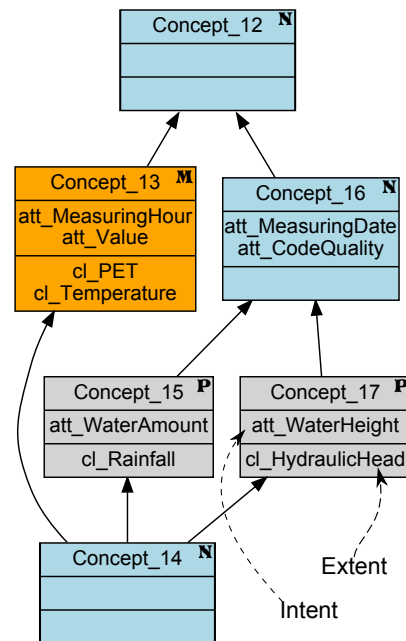 Concept_12 N
Concept_13 M
att_MeasuringHour
att_Value
cl_PET
cl_Temperature
Concept_16 N
att_MeasuringDate
att_CodeQuality
Concept_15 P
att_WaterAmount
cl_Rainfall
Concept_17 P
att_WaterHeight
cl_HydraulicHead
Concept_14 N
Extent
Intent